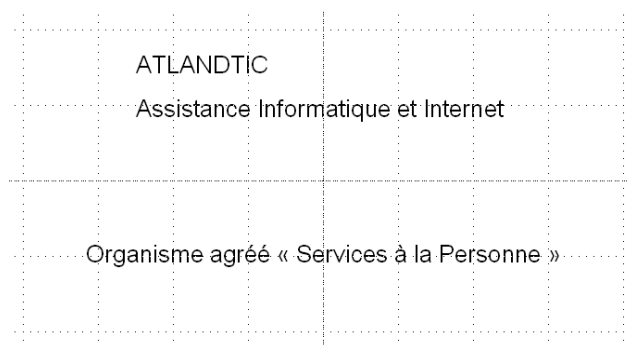 ATLANDTIC
Assistance Informatique et Internet
Organisme agréé « Services à la Personne »